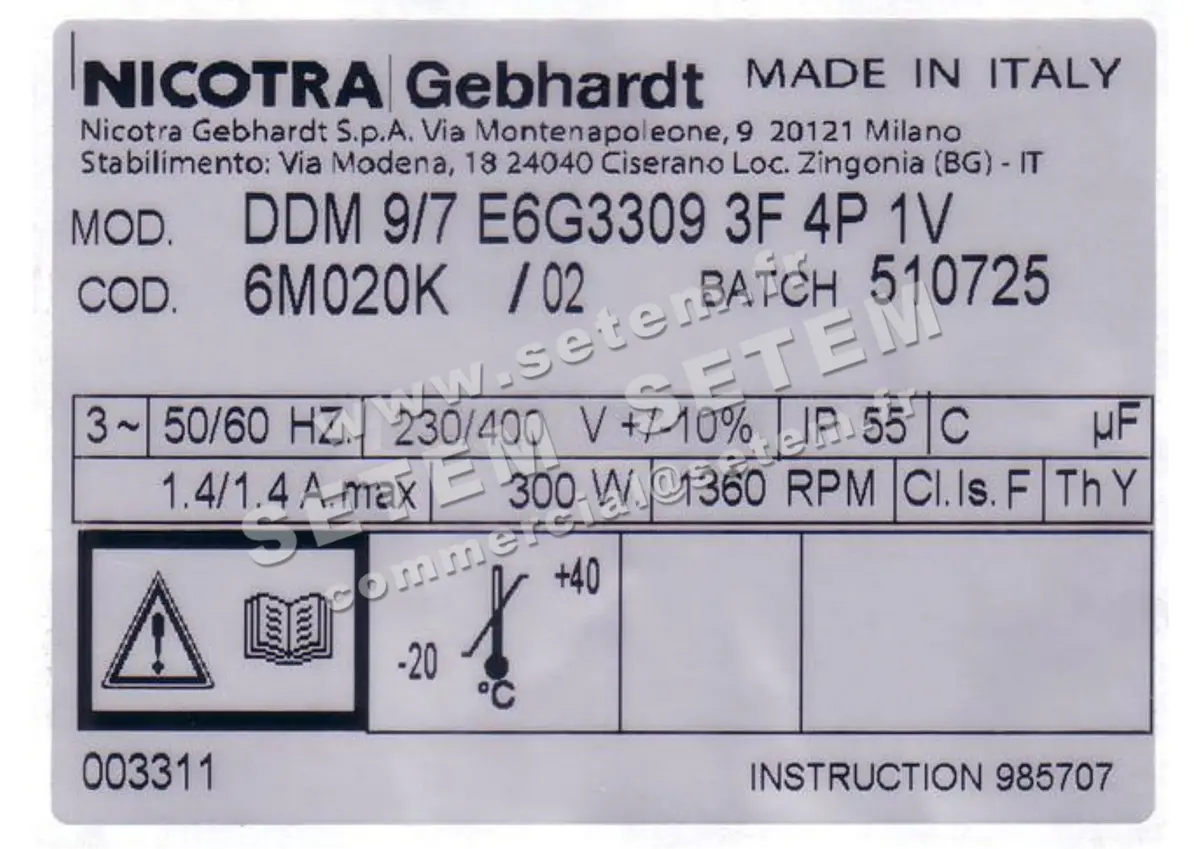 NICOTRA Gebhardt MADE IN ITALY
Nicotra Gebhardt S.p.A. Via Montenapoleone, 9 20121 Milano
Stabilimento: Via Modena, 18 24040 Ciserano Loc. Zingonia (BG) - IT
MOD. DDM 9/7 E6G3309 3F 4P 1V
COD. 6M020K /02 BATCH 510725
www.setem.fr
SETEM SETEM
commercial@setem.fr
3~ 50/60 HZ. 230/400 V +/-10% IP 55 C µF
1.4/1.4 A.max 300 W 1360 RPM Cl.Is. F Th Y
+40
-20
°C
003311 INSTRUCTION 985707